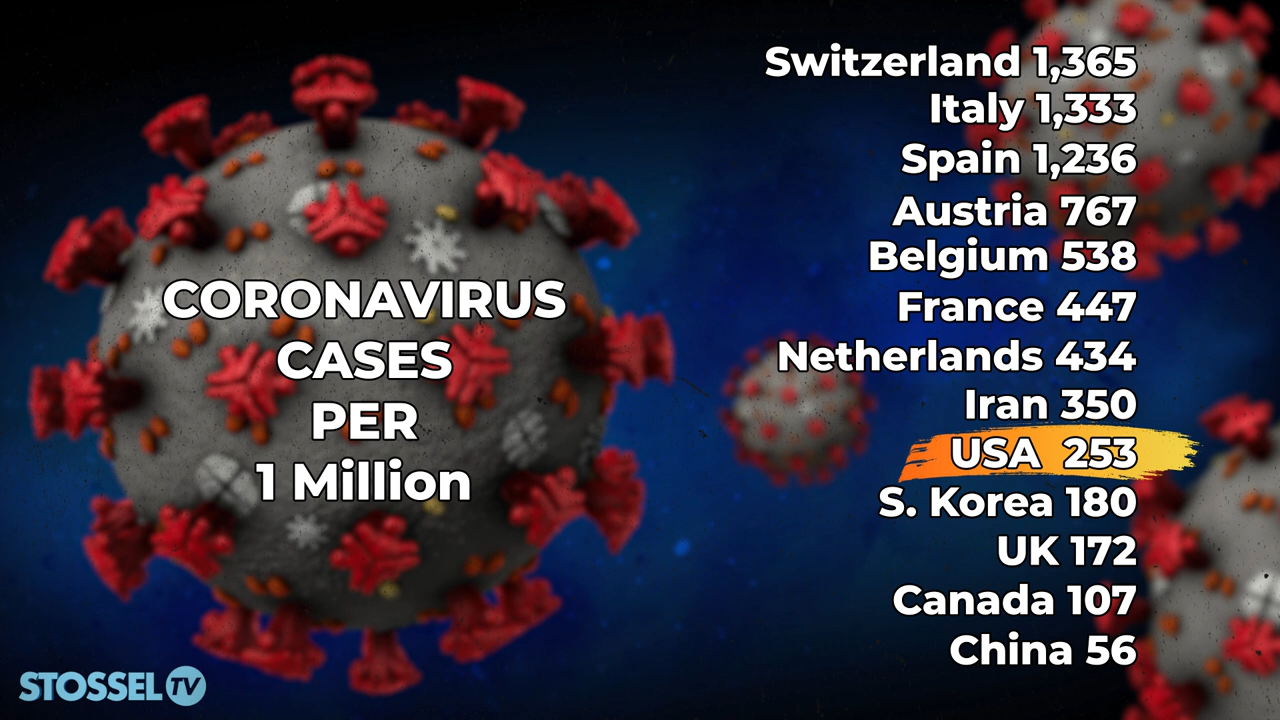 CORONAVIRUS
CASES
PER
1 Million
Switzerland 1,365
Italy 1,333
Spain 1,236
Austria 767
Belgium 538
France 447
Netherlands 434
Iran 350
USA 253
S. Korea 180
UK 172
Canada 107
China 56
STOSSEL TV